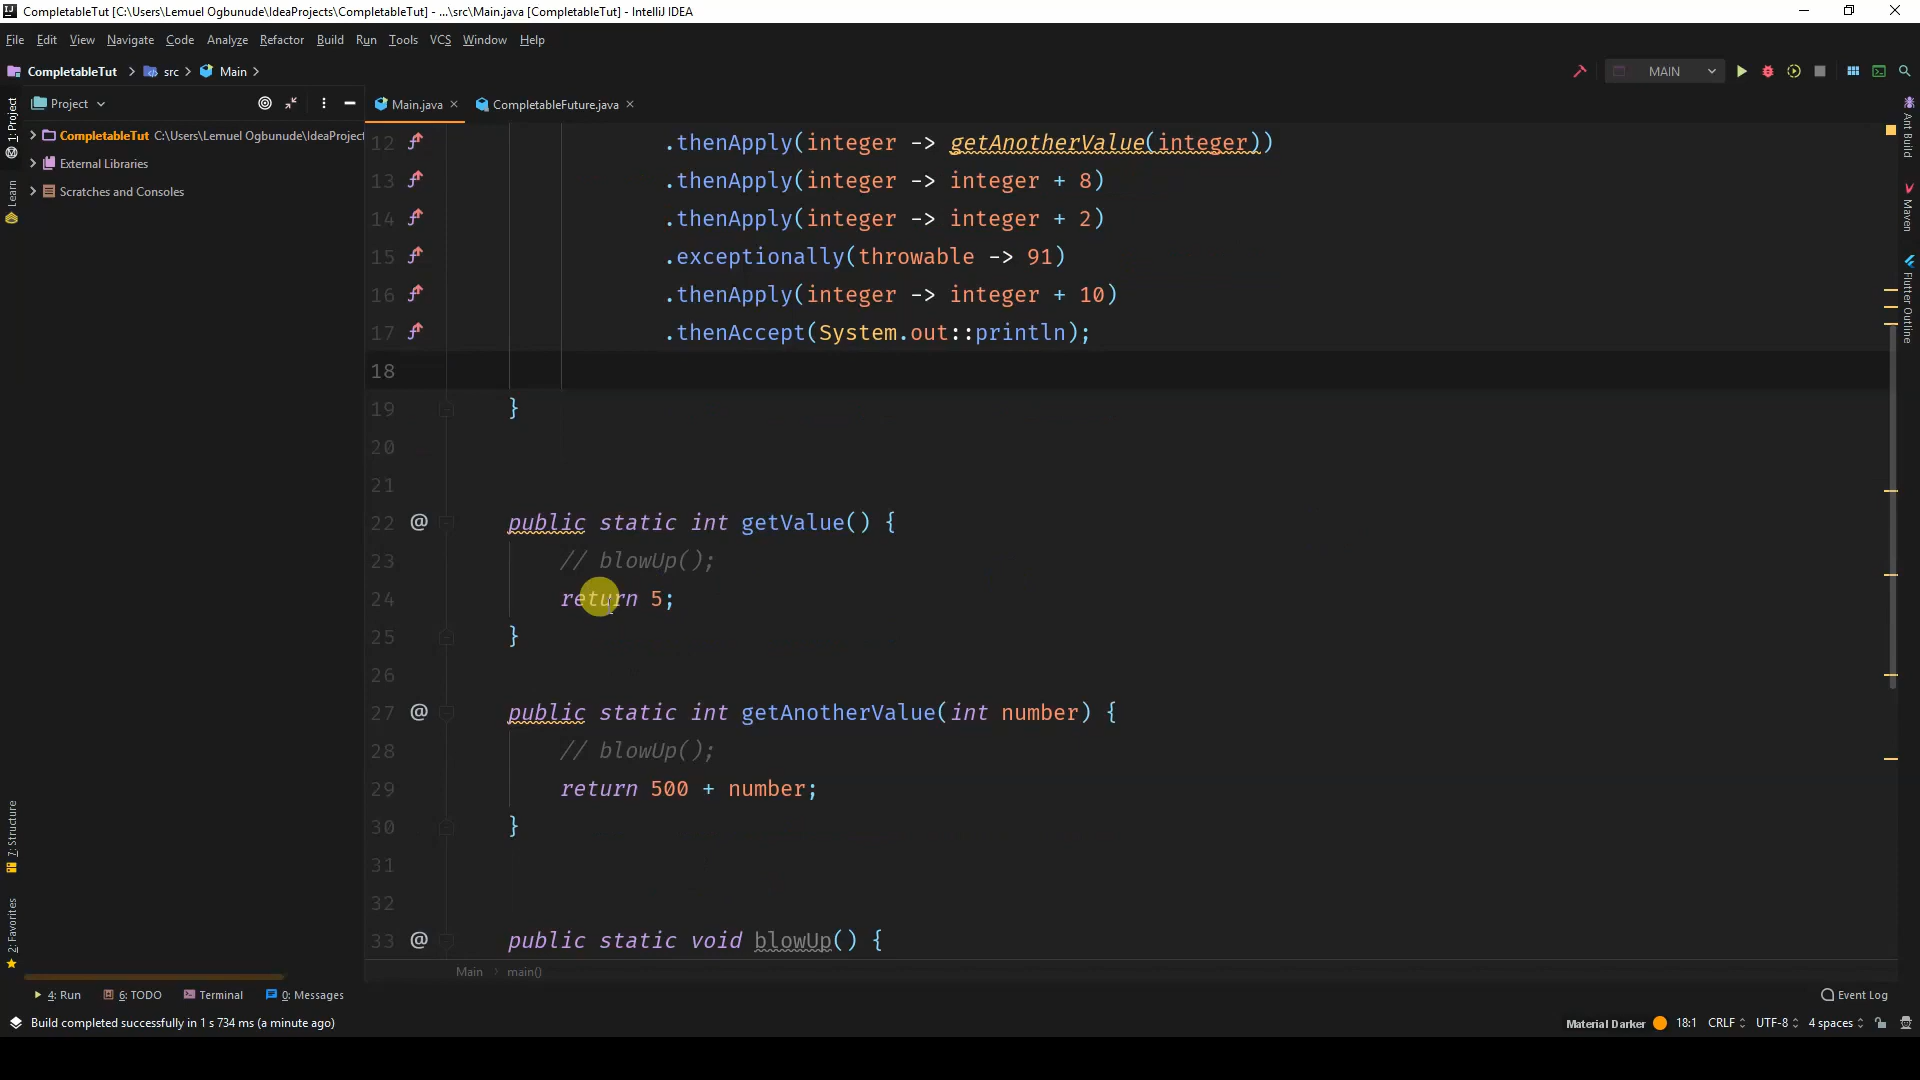 CompletableTut [C:\Users\Lemuel Ogbunude\IdeaProjects\CompletableTut] - ...\src\Main.java [CompletableTut] - IntelliJ IDEA
File Edit View Navigate Code Analyze Refactor Build Run Tools VCS Window Help
CompletableTut src Main MAIN
Project Main.java CompletableFuture.java
CompletableTut C:\Users\Lemuel Ogbunude\IdeaProject
External Libraries
Scratches and Consoles
1: Project
Learn
7: Structure
2: Favorites
12 .thenApply(integer -> getAnotherValue(integer))
13 .thenApply(integer -> integer + 8)
14 .thenApply(integer -> integer + 2)
15 .exceptionally(throwable -> 91)
16 .thenApply(integer -> integer + 10)
17 .thenAccept(System.out::println);
18
19 }
20
21
22 @ public static int getValue() {
23 // blowUp();
24 return 5;
25 }
26
27 @ public static int getAnotherValue(int number) {
28 // blowUp();
29 return 500 + number;
30 }
31
32
33 @ public static void blowUp() {
Main main()
Ant Build
Maven
Flutter Outline
4: Run 6: TODO Terminal 0: Messages Event Log
Build completed successfully in 1 s 734 ms (a minute ago) Material Darker 18:1 CRLF UTF-8 4 spaces